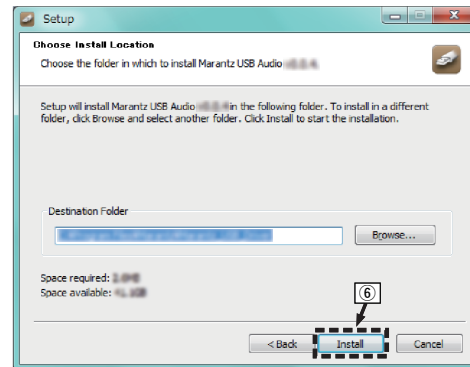 Setup
Choose Install Location
Choose the folder in which to install Marantz USB Audio
Setup will install Marantz USB Audio in the following folder. To install in a different
folder, click Browse and select another folder. Click Install to start the installation.
Destination Folder
Browse...
Space required:
Space available:
⑥
< Back Install Cancel